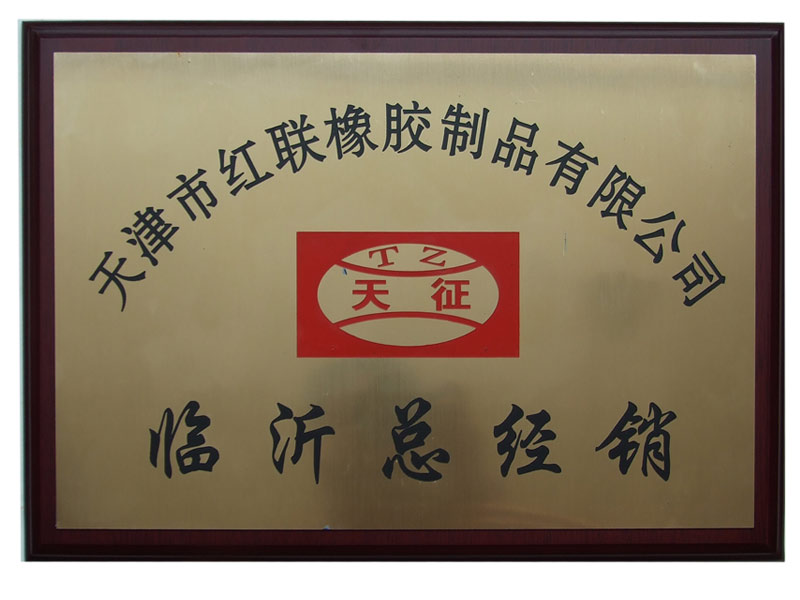 天津市红联橡胶制品有限公司
TZ
天征
临沂总经销